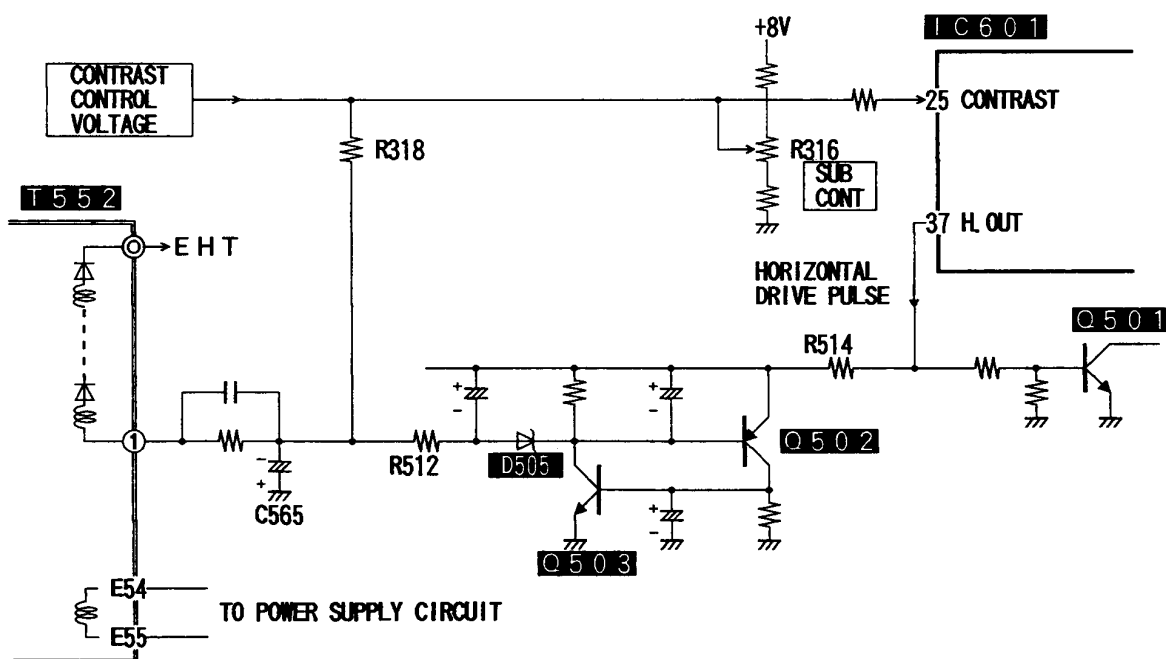 +8V
IC601
CONTRAST
CONTROL
VOLTAGE
25 CONTRAST
R318
R316
SUB
CONT
T552
EHT
37 H.OUT
HORIZONTAL
DRIVE PULSE
Q501
R514
+
-
+
-
1
R512
D505
Q502
-
+
C565
+
-
Q503
E54
TO POWER SUPPLY CIRCUIT
E55